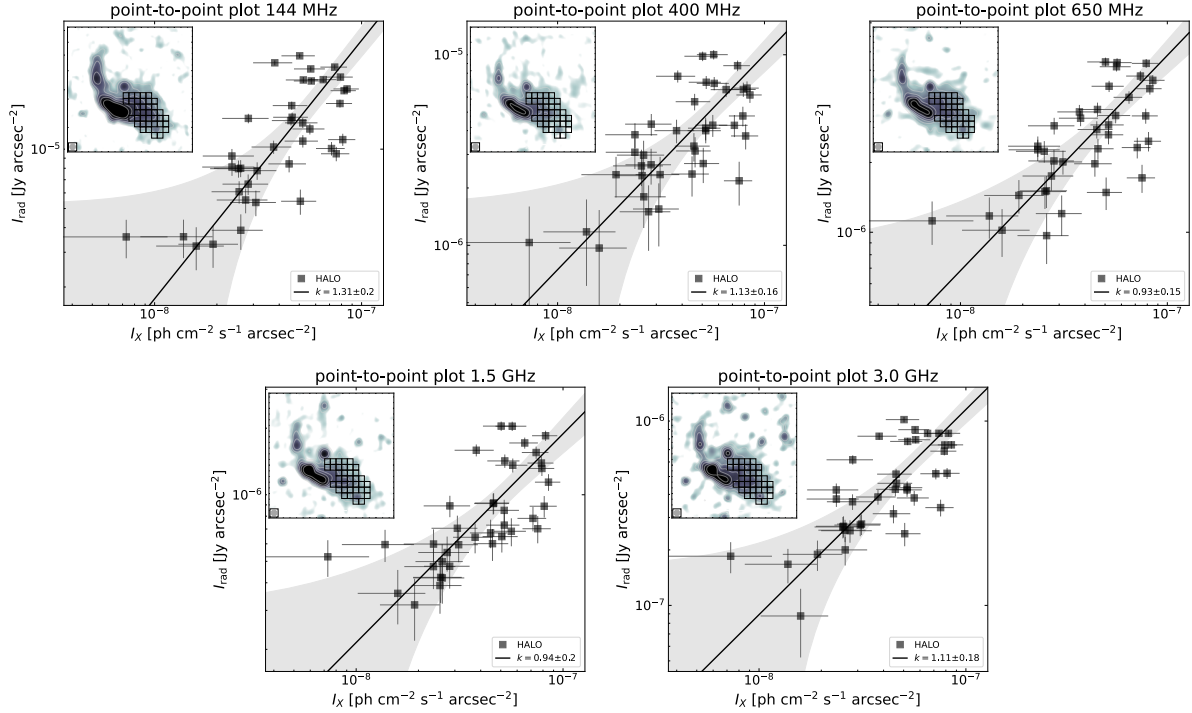 point-to-point plot 144 MHz
I_rad [Jy arcsec⁻²]
10⁻⁵
10⁻⁸
10⁻⁷
I_X [ph cm⁻² s⁻¹ arcsec⁻²]
HALO
k = 1.31±0.2
point-to-point plot 400 MHz
I_rad [Jy arcsec⁻²]
10⁻⁵
10⁻⁶
10⁻⁸
10⁻⁷
I_X [ph cm⁻² s⁻¹ arcsec⁻²]
HALO
k = 1.13±0.16
point-to-point plot 650 MHz
I_rad [Jy arcsec⁻²]
10⁻⁶
10⁻⁸
10⁻⁷
I_X [ph cm⁻² s⁻¹ arcsec⁻²]
HALO
k = 0.93±0.15
point-to-point plot 1.5 GHz
I_rad [Jy arcsec⁻²]
10⁻⁶
10⁻⁸
10⁻⁷
I_X [ph cm⁻² s⁻¹ arcsec⁻²]
HALO
k = 0.94±0.2
point-to-point plot 3.0 GHz
I_rad [Jy arcsec⁻²]
10⁻⁶
10⁻⁷
10⁻⁸
10⁻⁷
I_X [ph cm⁻² s⁻¹ arcsec⁻²]
HALO
k = 1.11±0.18